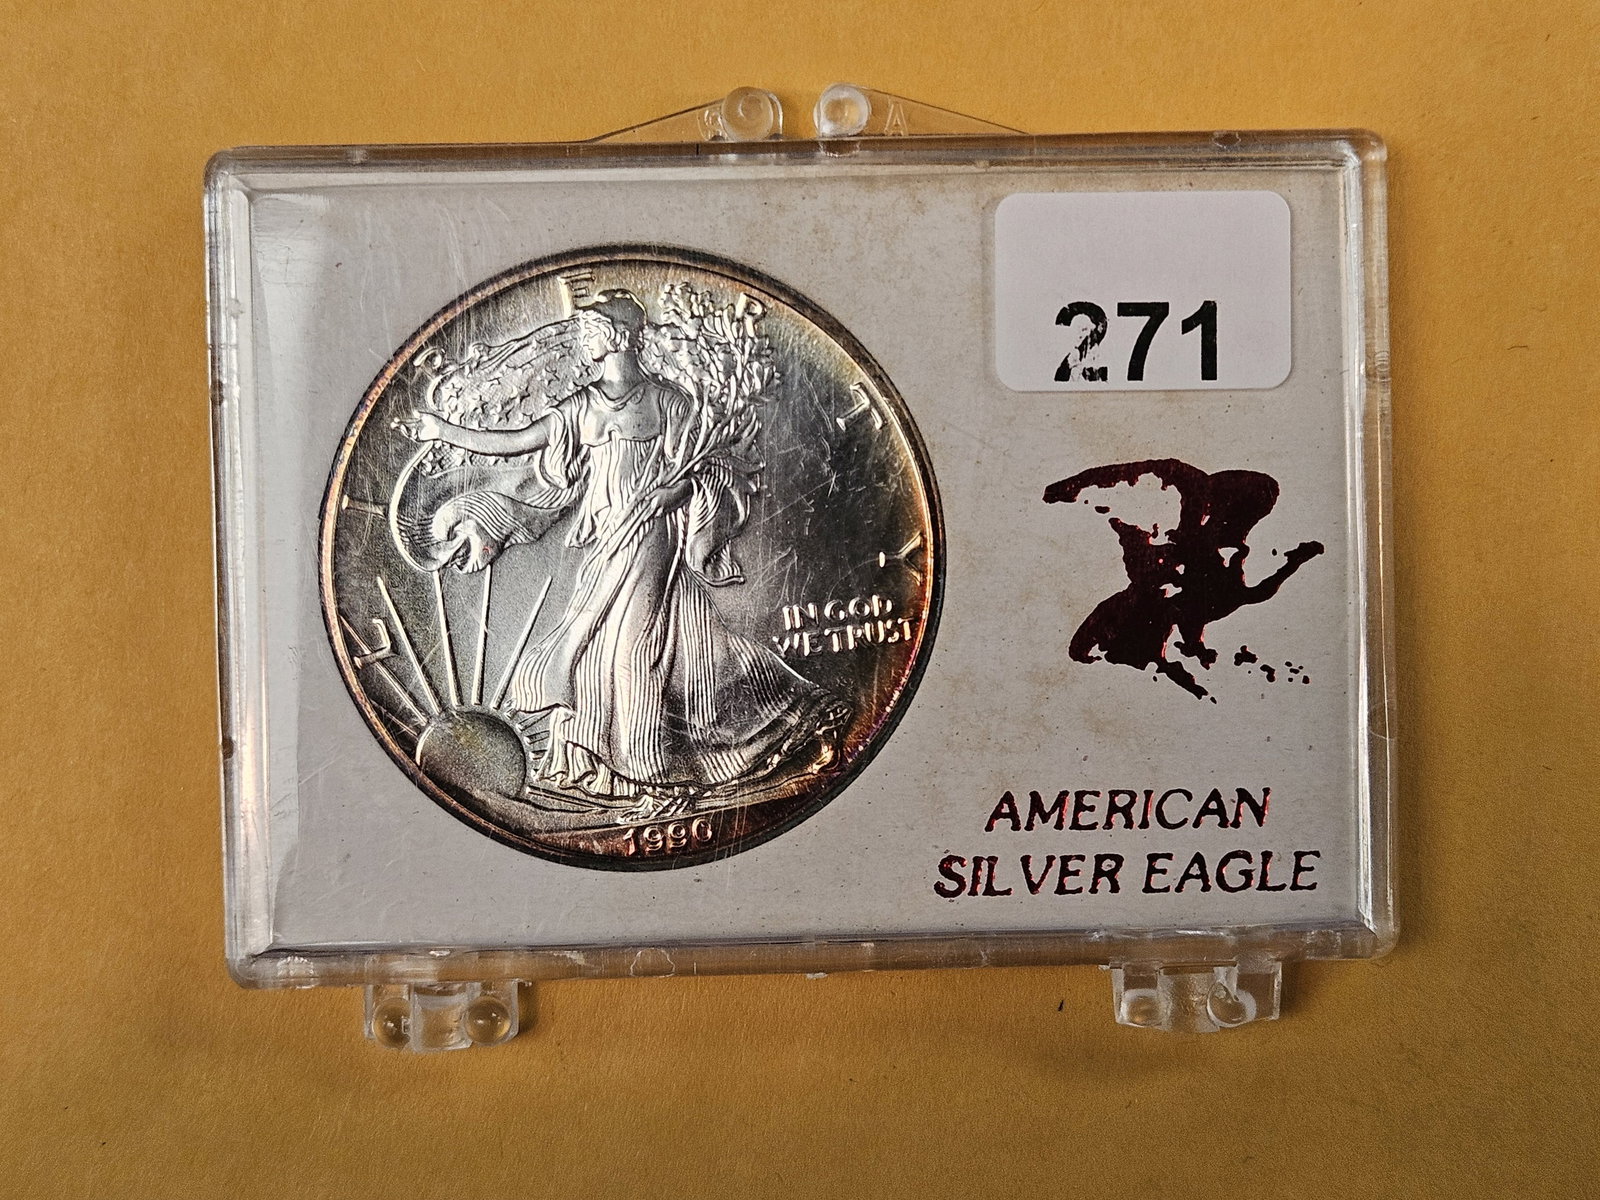 271
LIBERTY
IN GOD
WE TRUST
1990
AMERICAN
SILVER EAGLE